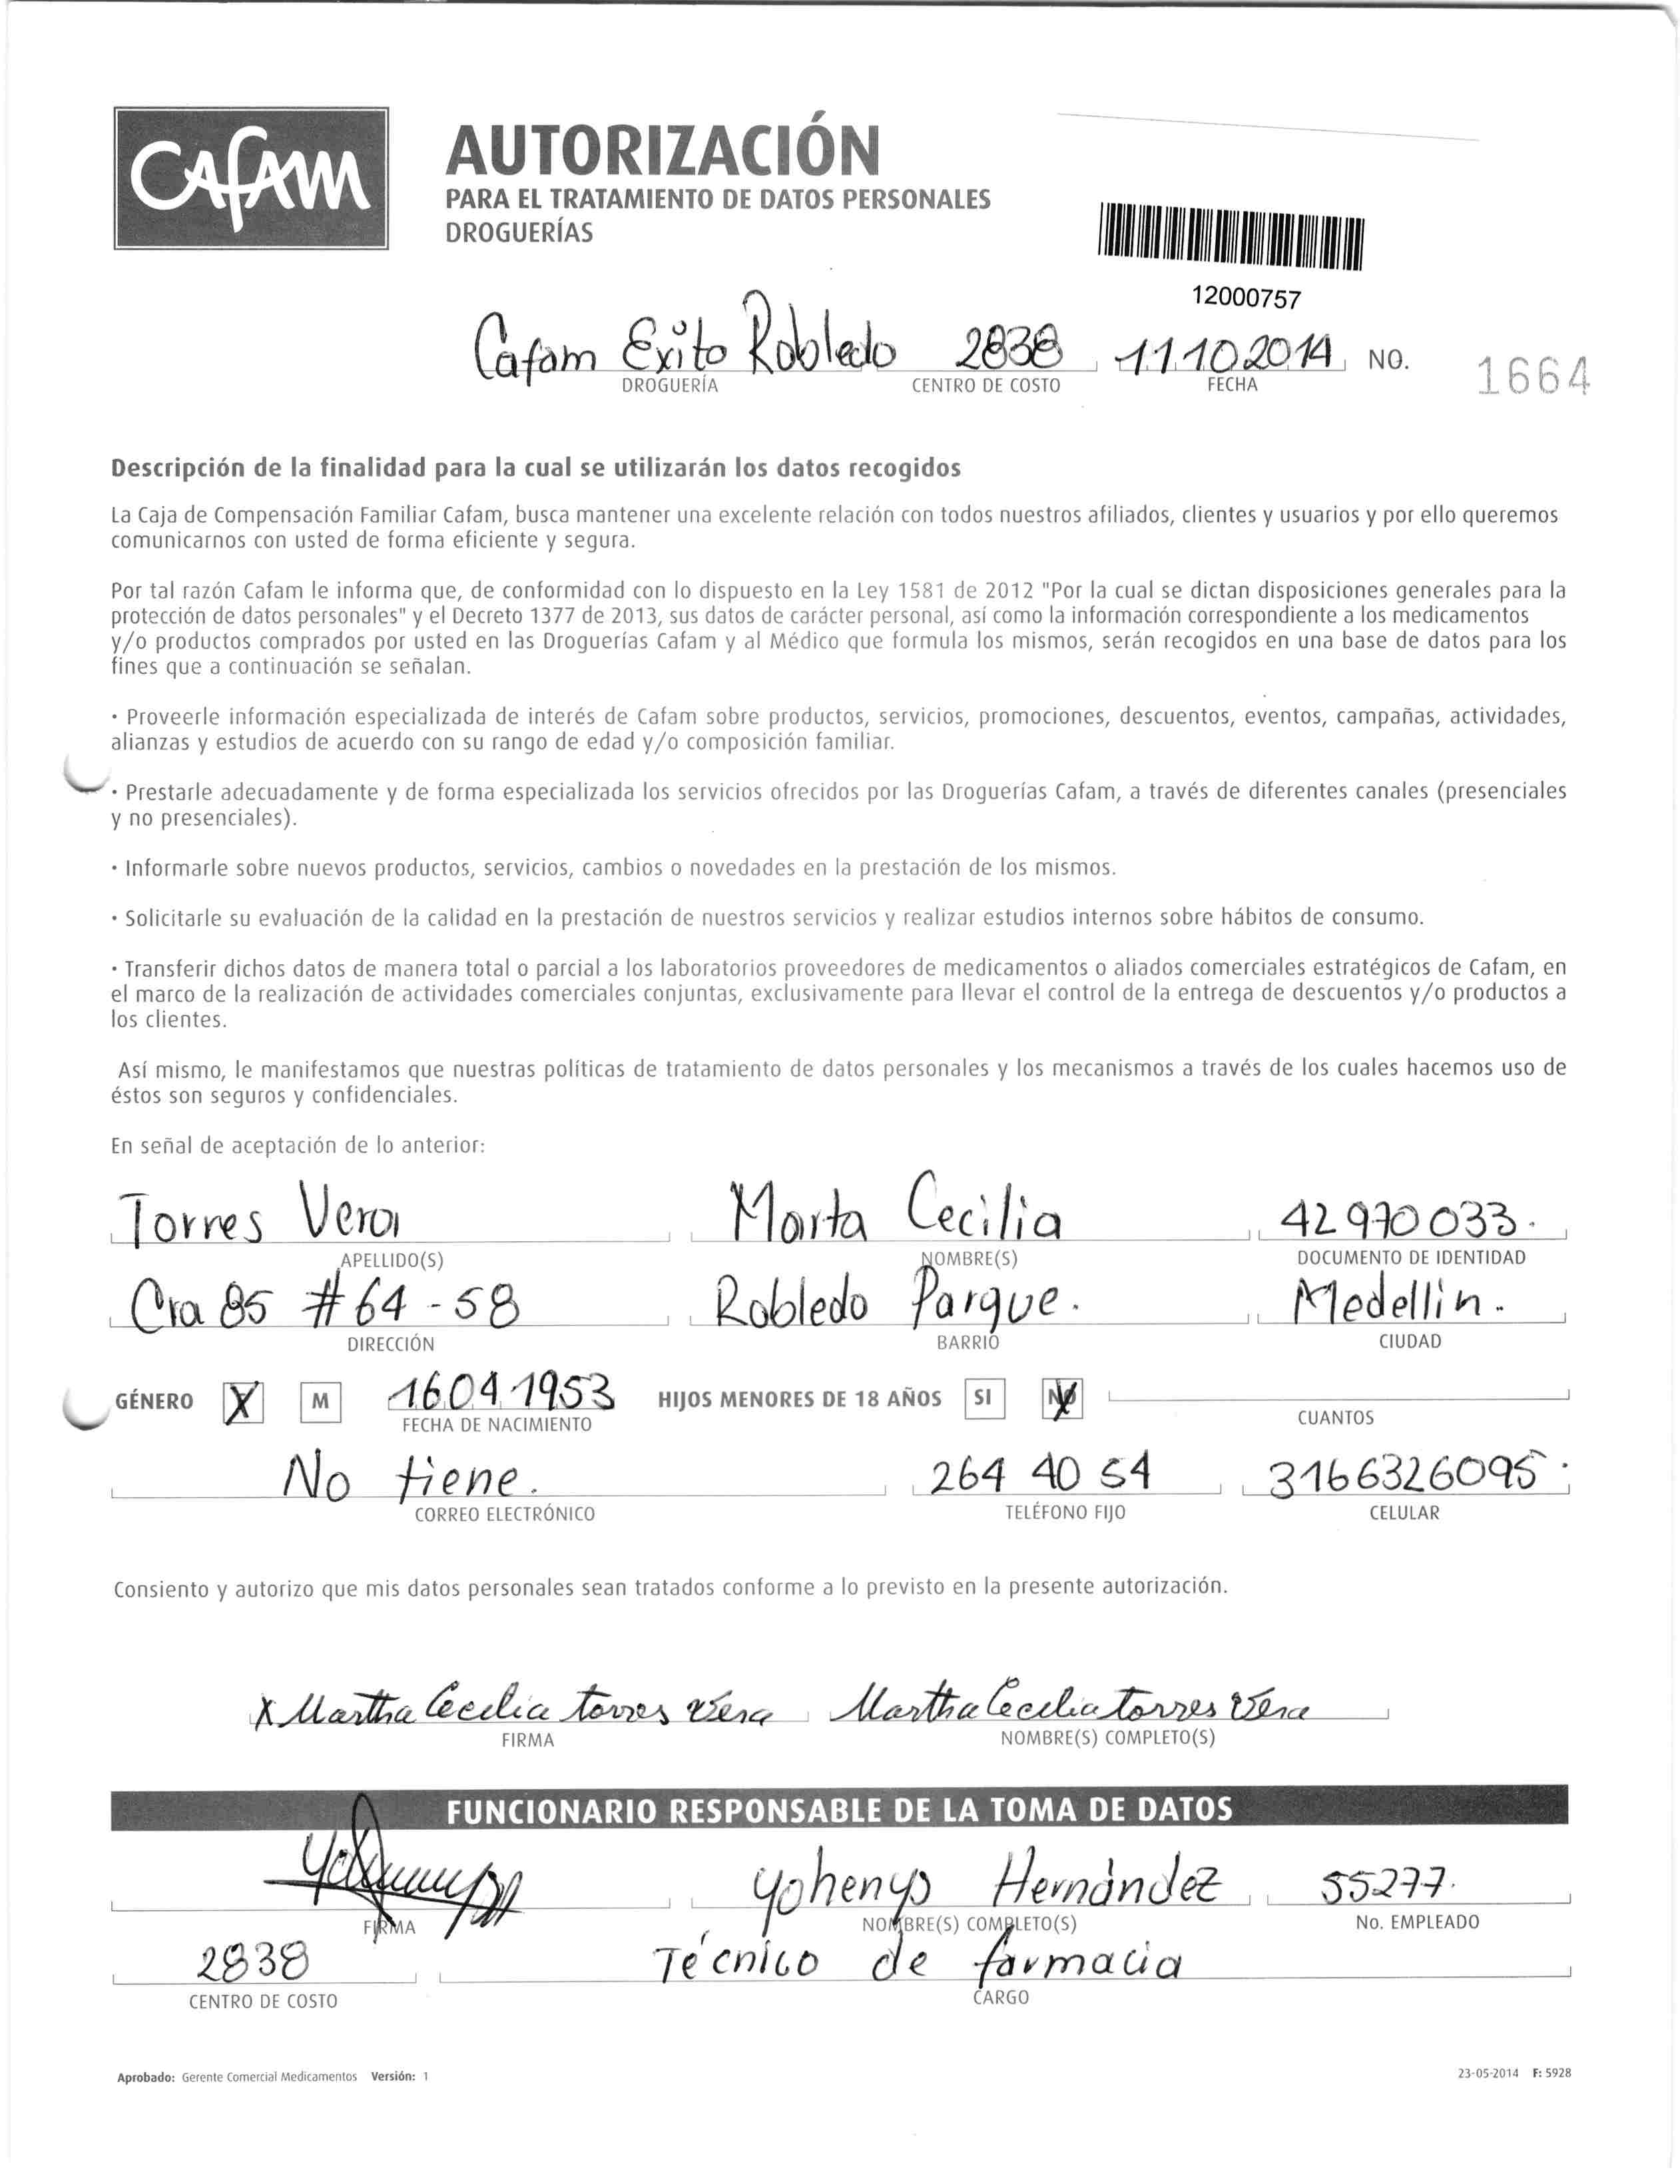 CAFAM
AUTORIZACIÓN
PARA EL TRATAMIENTO DE DATOS PERSONALES
DROGUERÍAS
12000757
Cafam Exito Robledo 2838 11.10.2014 NO. 1664
DROGUERÍA CENTRO DE COSTO FECHA
Descripción de la finalidad para la cual se utilizarán los datos recogidos
La Caja de Compensación Familiar Cafam, busca mantener una excelente relación con todos nuestros afiliados, clientes y usuarios y por ello queremos
comunicarnos con usted de forma eficiente y segura.
Por tal razón Cafam le informa que, de conformidad con lo dispuesto en la Ley 1581 de 2012 "Por la cual se dictan disposiciones generales para la
protección de datos personales" y el Decreto 1377 de 2013, sus datos de carácter personal, así como la información correspondiente a los medicamentos
y/o productos comprados por usted en las Droguerías Cafam y al Médico que formula los mismos, serán recogidos en una base de datos para los
fines que a continuación se señalan.
· Proveerle información especializada de interés de Cafam sobre productos, servicios, promociones, descuentos, eventos, campañas, actividades,
alianzas y estudios de acuerdo con su rango de edad y/o composición familiar.
· Prestarle adecuadamente y de forma especializada los servicios ofrecidos por las Droguerías Cafam, a través de diferentes canales (presenciales
y no presenciales).
· Informarle sobre nuevos productos, servicios, cambios o novedades en la prestación de los mismos.
· Solicitarle su evaluación de la calidad en la prestación de nuestros servicios y realizar estudios internos sobre hábitos de consumo.
· Transferir dichos datos de manera total o parcial a los laboratorios proveedores de medicamentos o aliados comerciales estratégicos de Cafam, en
el marco de la realización de actividades comerciales conjuntas, exclusivamente para llevar el control de la entrega de descuentos y/o productos a
los clientes.
Así mismo, le manifestamos que nuestras políticas de tratamiento de datos personales y los mecanismos a través de los cuales hacemos uso de
éstos son seguros y confidenciales.
En señal de aceptación de lo anterior:
Torres Vera Marta Cecilia 42970033.
APELLIDO(S) NOMBRE(S) DOCUMENTO DE IDENTIDAD
Cra 85 #64-58 Robledo Parque. Medellin.
DIRECCIÓN BARRIO CIUDAD
GÉNERO X M 16.04.1953 HIJOS MENORES DE 18 AÑOS SI NO
FECHA DE NACIMIENTO CUANTOS
No tiene. 264 40 54 3166326095
CORREO ELECTRÓNICO TELÉFONO FIJO CELULAR
Consiento y autorizo que mis datos personales sean tratados conforme a lo previsto en la presente autorización.
X Martha Cecilia torres Vera Martha Cecilia torres Vera
FIRMA NOMBRE(S) COMPLETO(S)
FUNCIONARIO RESPONSABLE DE LA TOMA DE DATOS
yohenys Hernández 55277.
FIRMA NOMBRE(S) COMPLETO(S) No. EMPLEADO
2838 Técnico de farmacia
CENTRO DE COSTO CARGO
Aprobado: Gerente Comercial Medicamentos Versión: 1 23-05-2014 F: 5928